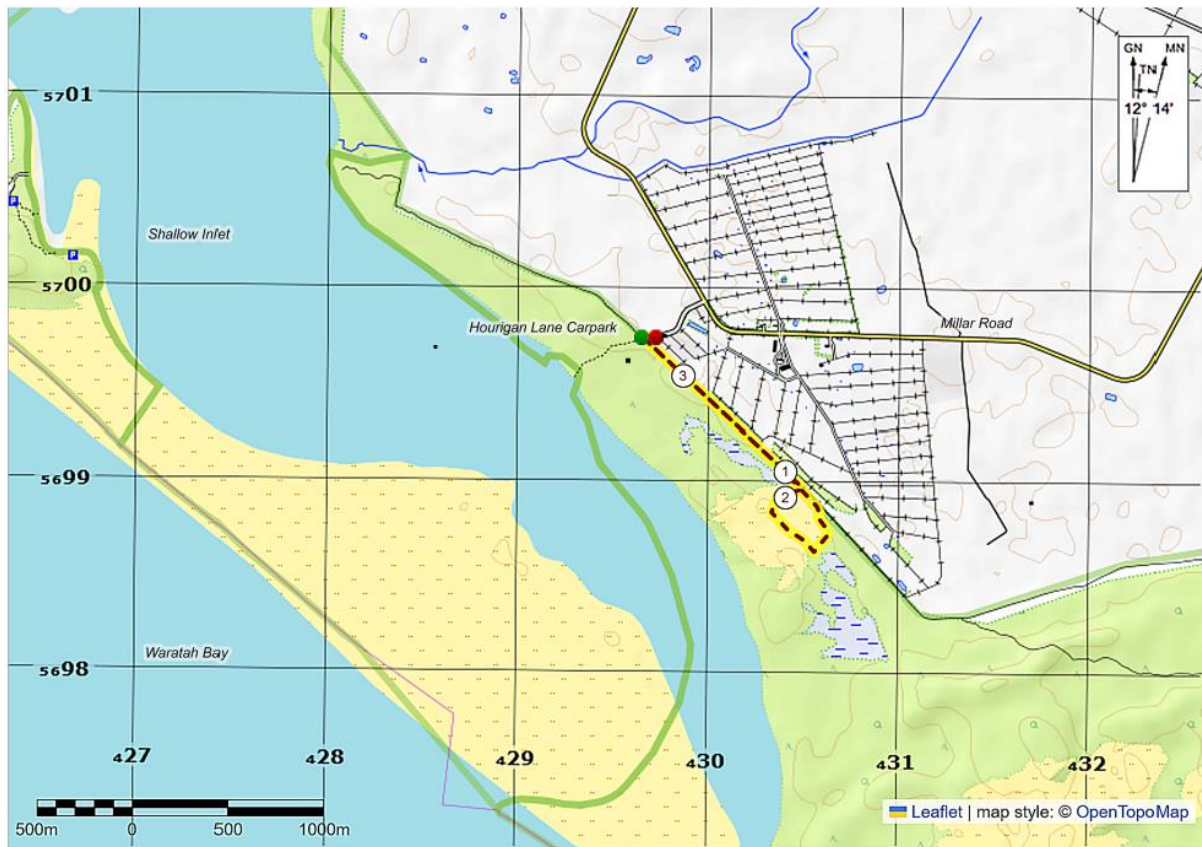 GN MN
TN
12° 14'
5701
Shallow Infet
5700
Hourigan Lane Carpark
Millar Road
3
1
5699
2
Waratah Bay
5698
427 428 429 430 431 432
500m 0 500 1000m
Leaflet | map style: © OpenTopoMap
P
P